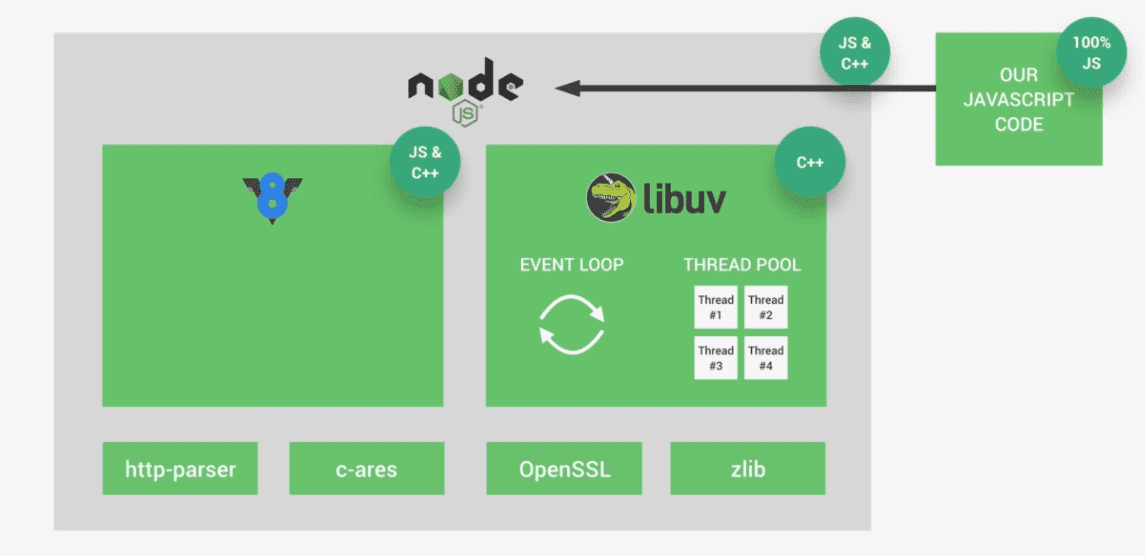 JS &
C++
100%
JS
OUR
JAVASCRIPT
CODE
node
JS
JS &
C++
C++
V8
libuv
EVENT LOOP
THREAD POOL
Thread
#1
Thread
#2
Thread
#3
Thread
#4
http-parser
c-ares
OpenSSL
zlib